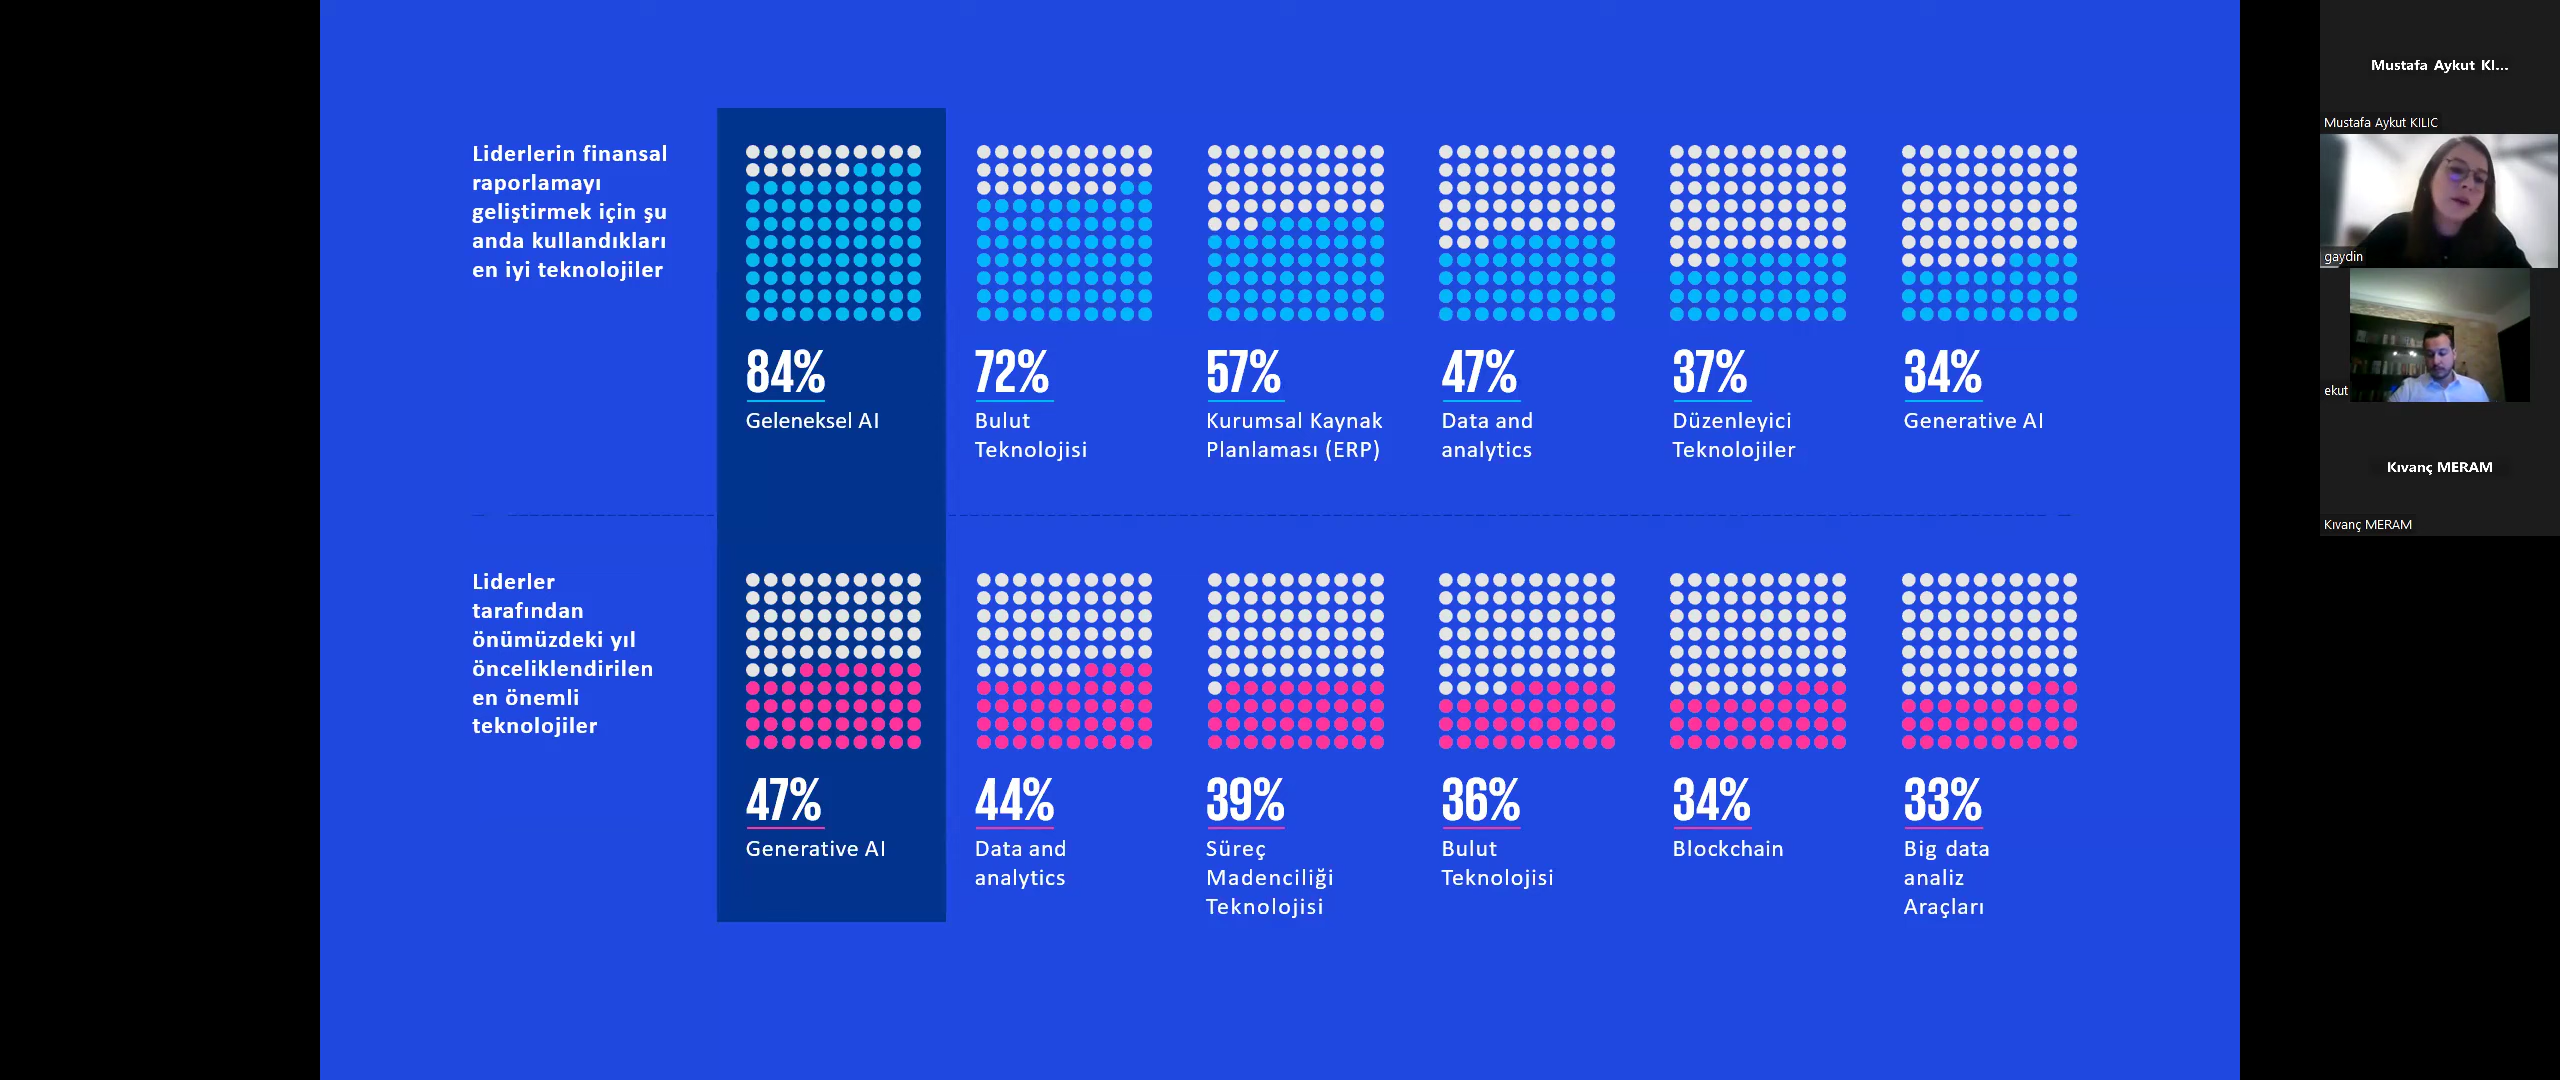 Liderlerin finansal
raporlamayı
geliştirmek için şu
anda kullandıkları
en iyi teknolojiler
84%
Geleneksel AI
72%
Bulut
Teknolojisi
57%
Kurumsal Kaynak
Planlaması (ERP)
47%
Data and
analytics
37%
Düzenleyici
Teknolojiler
34%
Generative AI
Liderler
tarafından
önümüzdeki yıl
önceliklendirilen
en önemli
teknolojiler
47%
Generative AI
44%
Data and
analytics
39%
Süreç
Madenciliği
Teknolojisi
36%
Bulut
Teknolojisi
34%
Blockchain
33%
Big data
analiz
Araçları
Mustafa Aykut KI...
Mustafa Aykut KILIC
gaydin
ekut
Kıvanç MERAM
Kıvanç MERAM